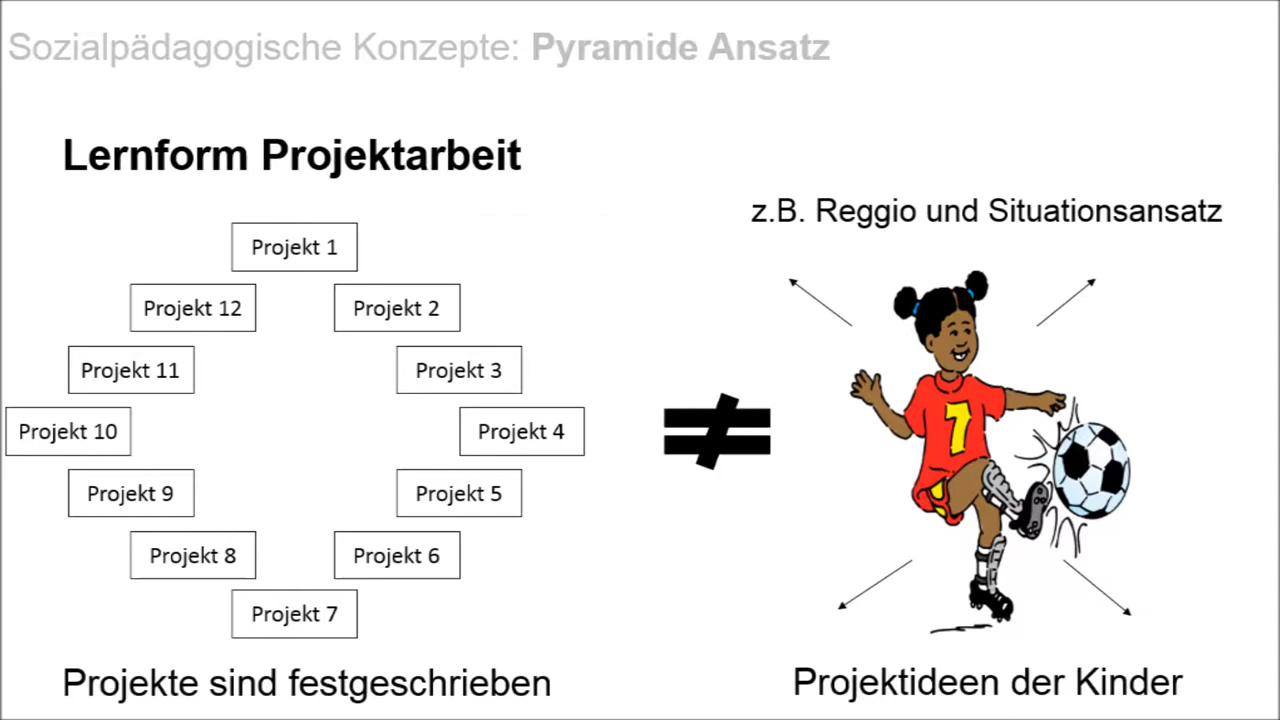 Sozialpädagogische Konzepte: Pyramide Ansatz
Lernform Projektarbeit
z.B. Reggio und Situationsansatz
Projekt 1
Projekt 12
Projekt 2
Projekt 11
Projekt 3
Projekt 10
Projekt 4
Projekt 9
Projekt 5
Projekt 8
Projekt 6
Projekt 7
≠
7
Projekte sind festgeschrieben
Projektideen der Kinder